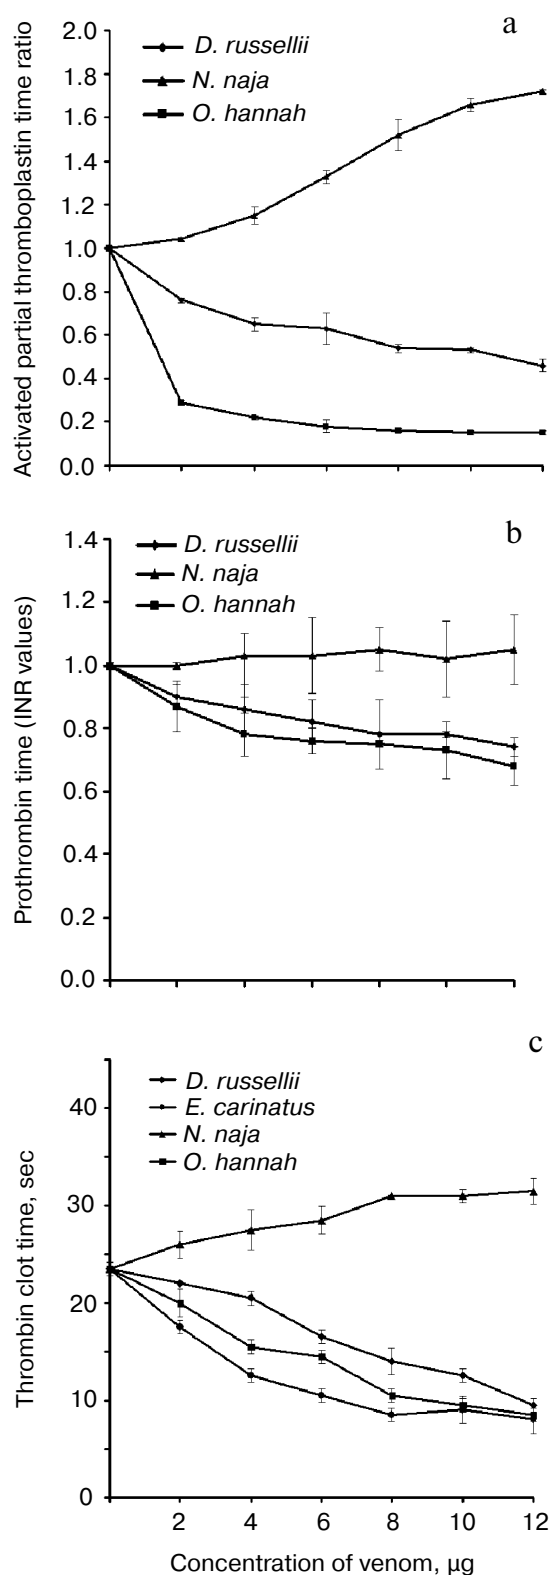 a
Activated partial thromboplastin time ratio
2.0
1.8
1.6
1.4
1.2
1.0
0.8
0.6
0.4
0.2
0.0
D. russellii
N. naja
O. hannah
b
Prothrombin time (INR values)
1.4
1.2
1.0
0.8
0.6
0.4
0.2
0.0
D. russellii
N. naja
O. hannah
c
Thrombin clot time, sec
40
30
20
10
0
D. russellii
E. carinatus
N. naja
O. hannah
2 4 6 8 10 12
Concentration of venom, μg